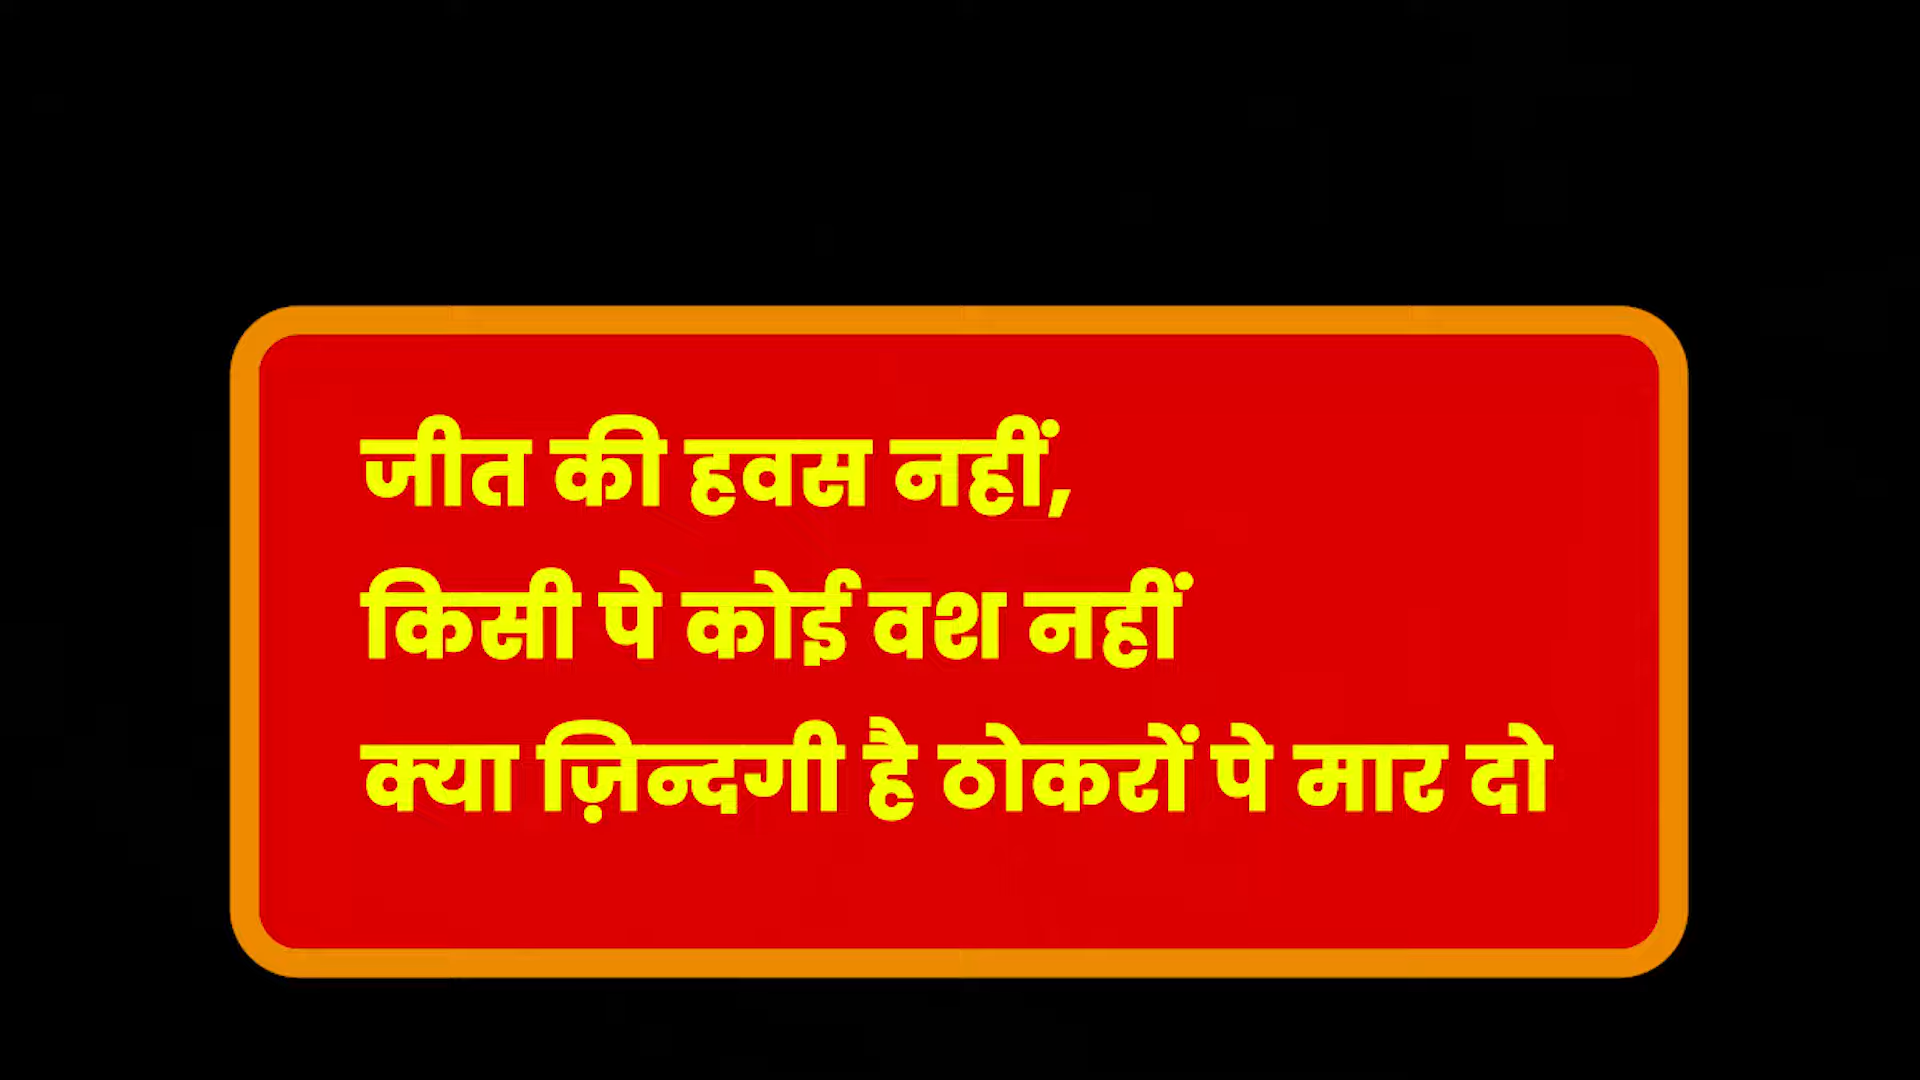 जीत की हवस नहीं,
किसी पे कोई वश नहीं
क्या ज़िन्दगी है ठोकरों पे मार दो